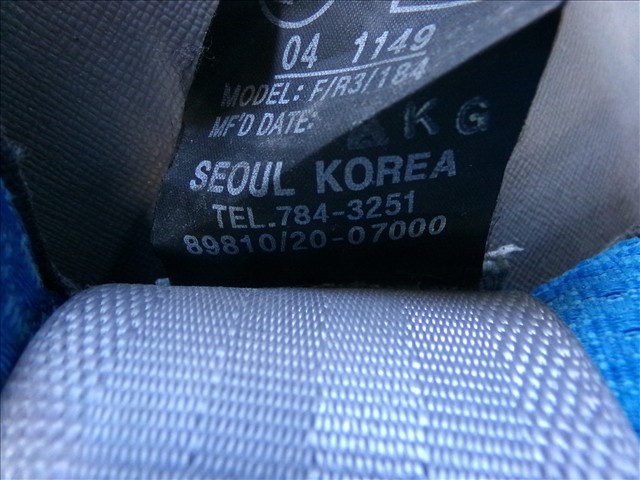 04 1149
MODEL: F/R3/184
MF'D DATE: KG
SEOUL KOREA
TEL.784-3251
89810/20-07000